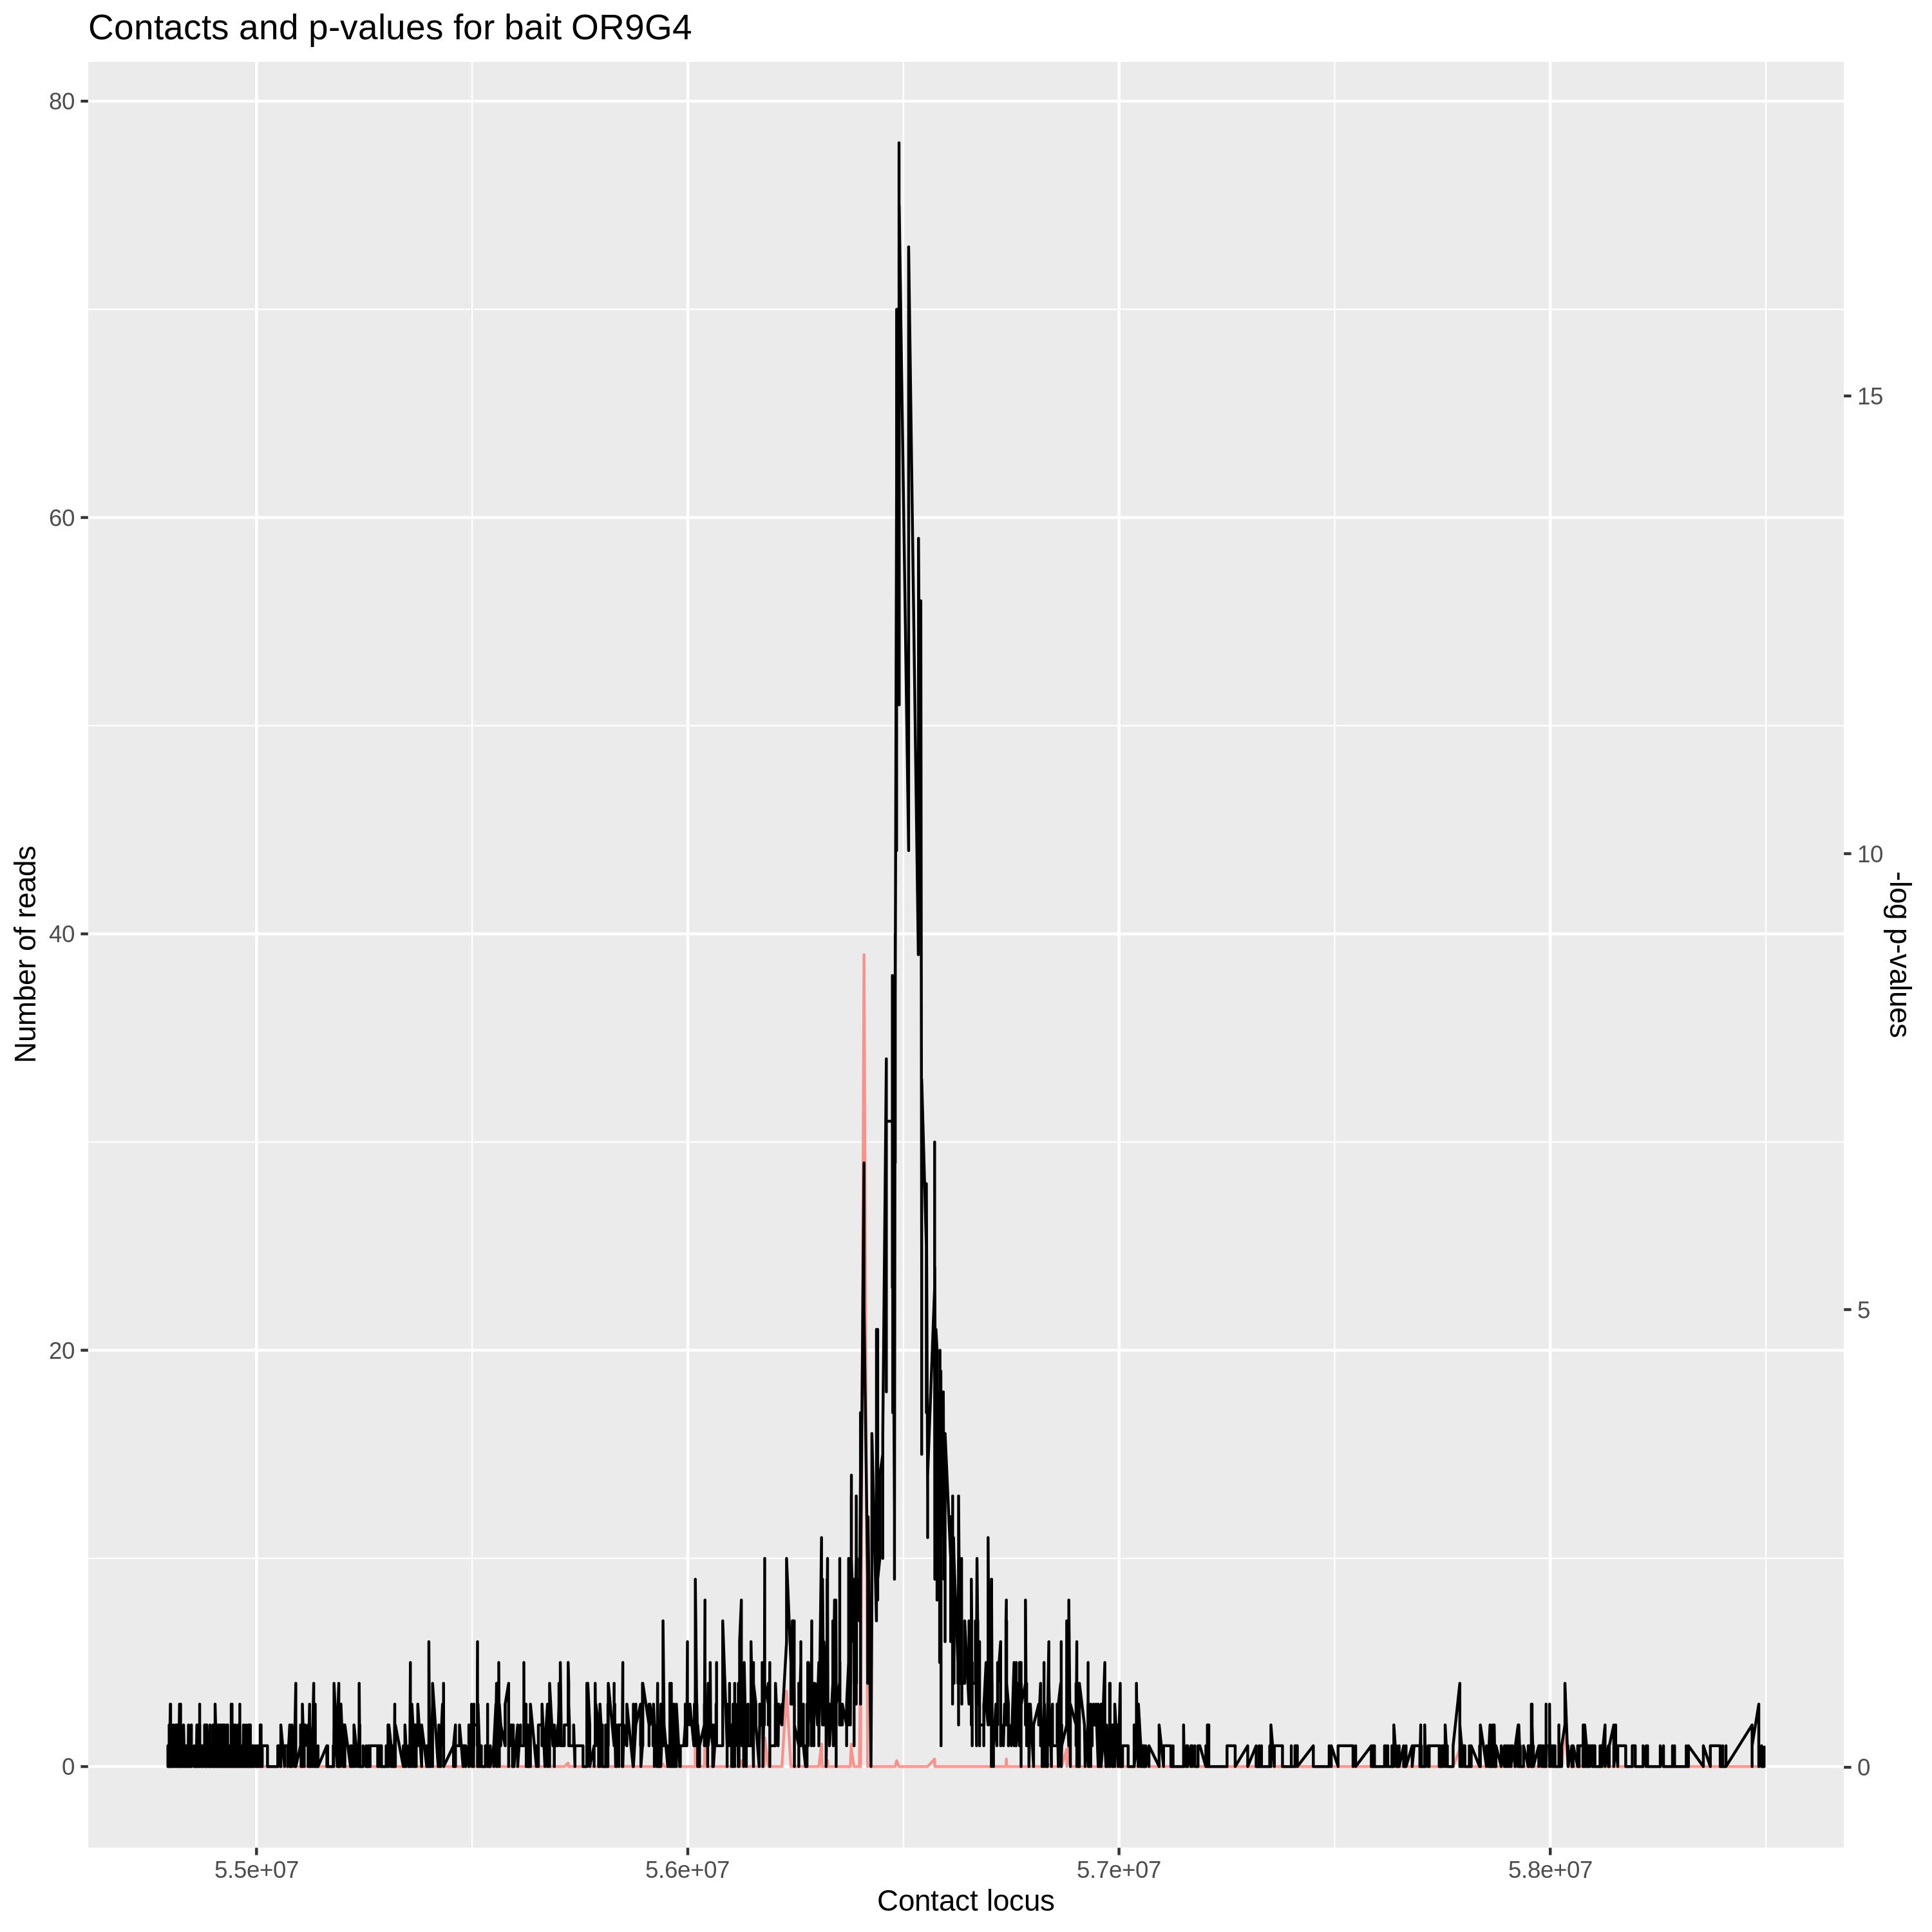 Contacts and p-values for bait OR9G4
80
60
40
20
0
Number of reads
15
10
5
0
-log p-values
5.5e+07
5.6e+07
5.7e+07
5.8e+07
Contact locus